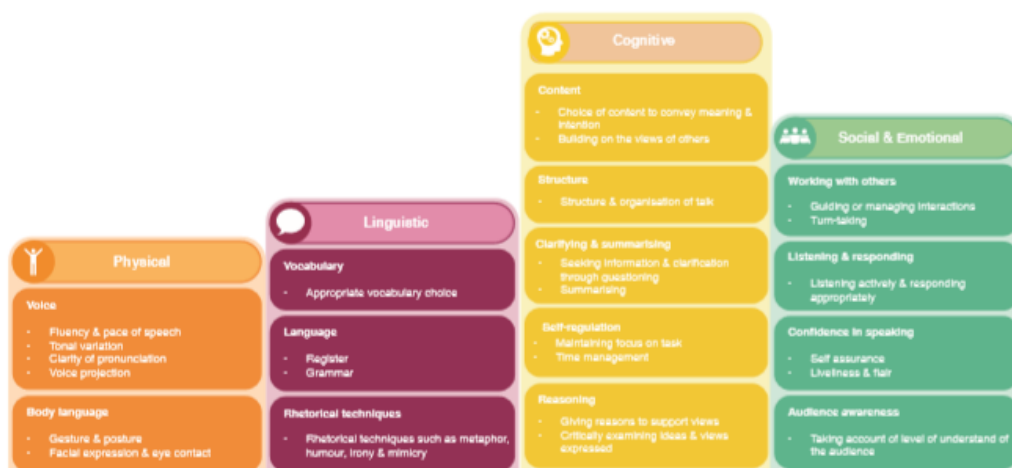 Physical
Voice
- Fluency & pace of speech
- Tonal variation
- Clarity of pronunciation
- Voice projection
Body language
- Gesture & posture
- Facial expression & eye contact
Linguistic
Vocabulary
- Appropriate vocabulary choice
Language
- Register
- Grammar
Rhetorical techniques
- Rhetorical techniques such as metaphor,
humour, irony & mimicry
Cognitive
Content
- Choice of content to convey meaning &
intention
- Building on the views of others
Structure
- Structure & organisation of talk
Clarifying & summarising
- Seeking information & clarification
through questioning
- Summarising
Self-regulation
- Maintaining focus on task
- Time management
Reasoning
- Giving reasons to support views
- Critically examining ideas & views
expressed
Social & Emotional
Working with others
- Guiding or managing interactions
- Turn-taking
Listening & responding
- Listening actively & responding
appropriately
Confidence in speaking
- Self assurance
- Liveliness & flair
Audience awareness
- Taking account of level of understand of
the audience